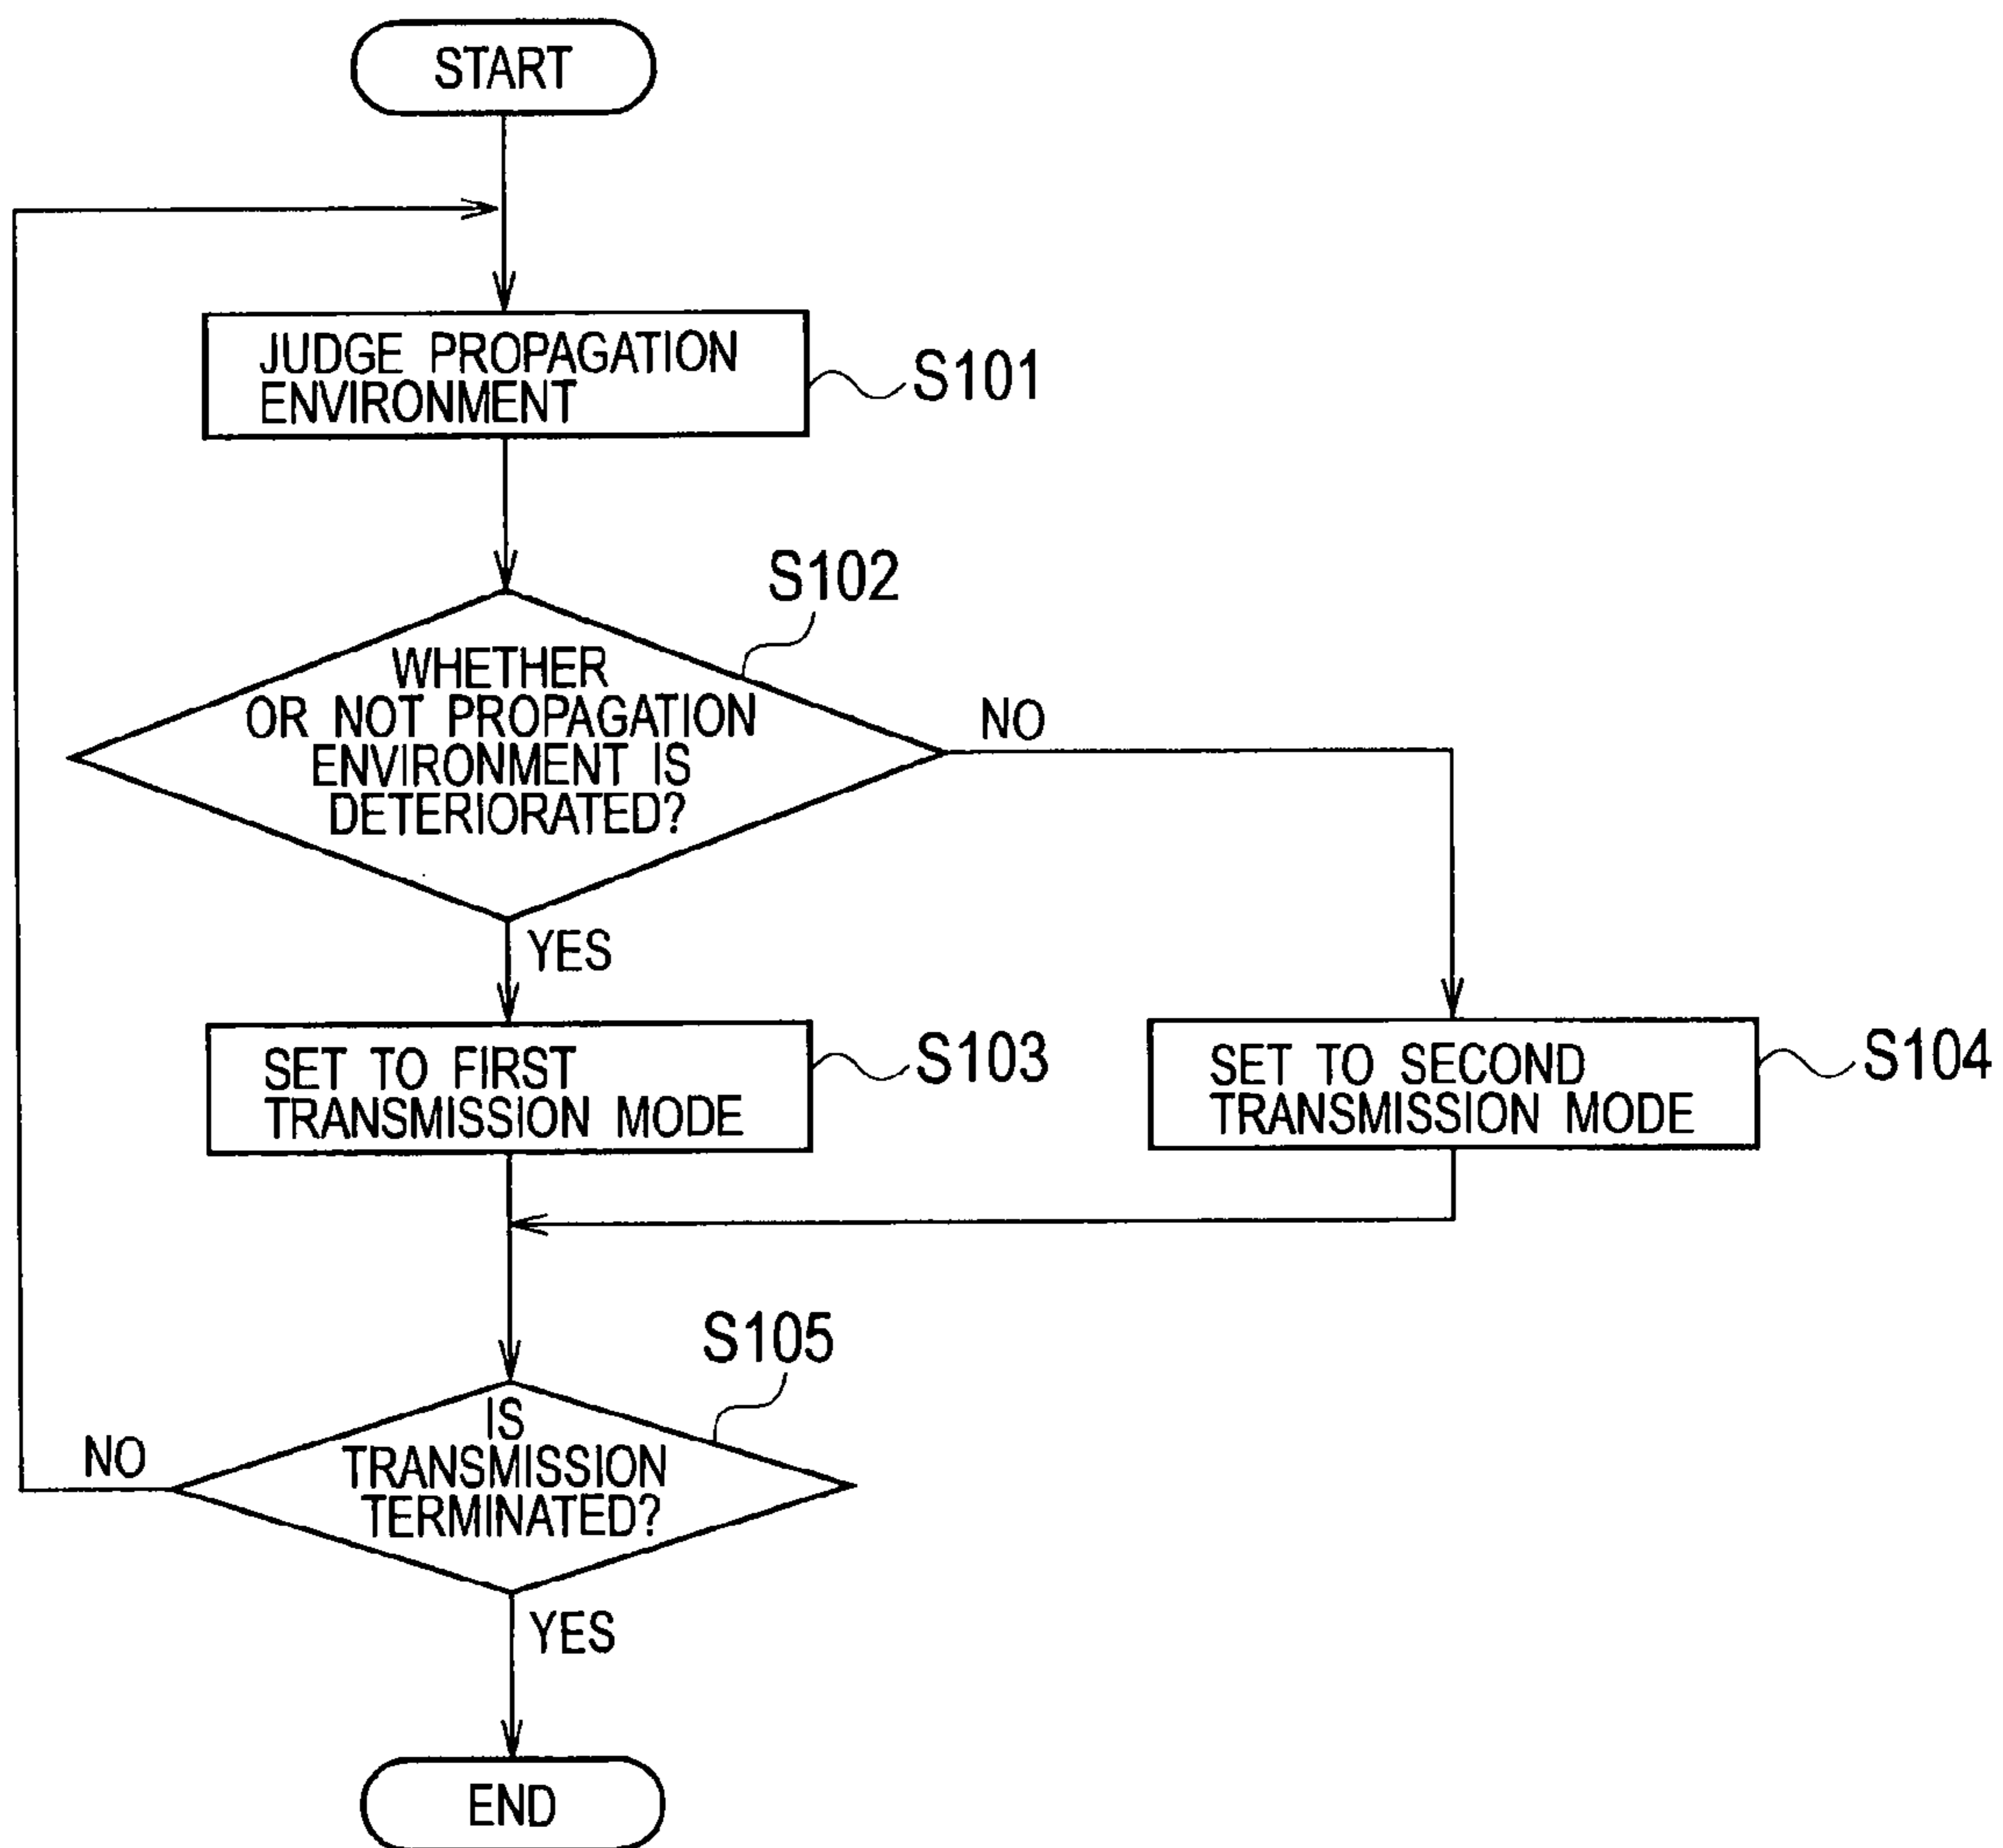 START
JUDGE PROPAGATION
ENVIRONMENT
S101
S102
WHETHER
OR NOT PROPAGATION
ENVIRONMENT IS
DETERIORATED?
NO
YES
SET TO FIRST
TRANSMISSION MODE
S103
SET TO SECOND
TRANSMISSION MODE
S104
S105
IS
TRANSMISSION
TERMINATED?
NO
YES
END